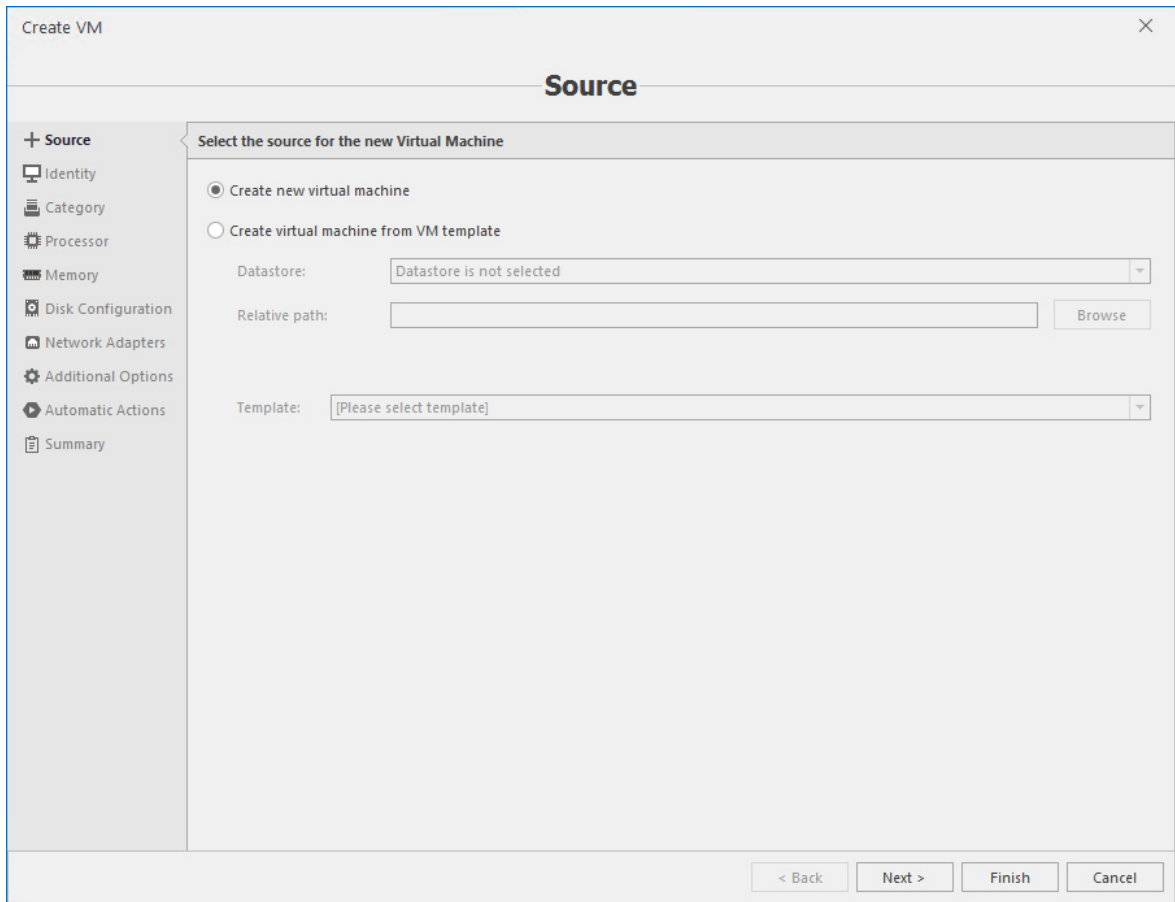 Create VM
Source
Source
Identity
Category
Processor
Memory
Disk Configuration
Network Adapters
Additional Options
Automatic Actions
Summary
Select the source for the new Virtual Machine
Create new virtual machine
Create virtual machine from VM template
Datastore: Datastore is not selected
Relative path: Browse
Template: [Please select template]
< Back Next > Finish Cancel